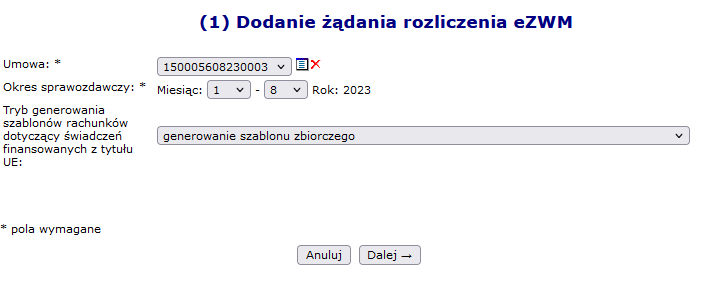 (1) Dodanie żądania rozliczenia eZWM
Umowa: * 150005608230003
Okres sprawozdawczy: * Miesiąc: 1 - 8 Rok: 2023
Tryb generowania
szablonów rachunków
dotyczący świadczeń
finansowanych z tytułu
UE:
generowanie szablonu zbiorczego
* pola wymagane
Anuluj Dalej →